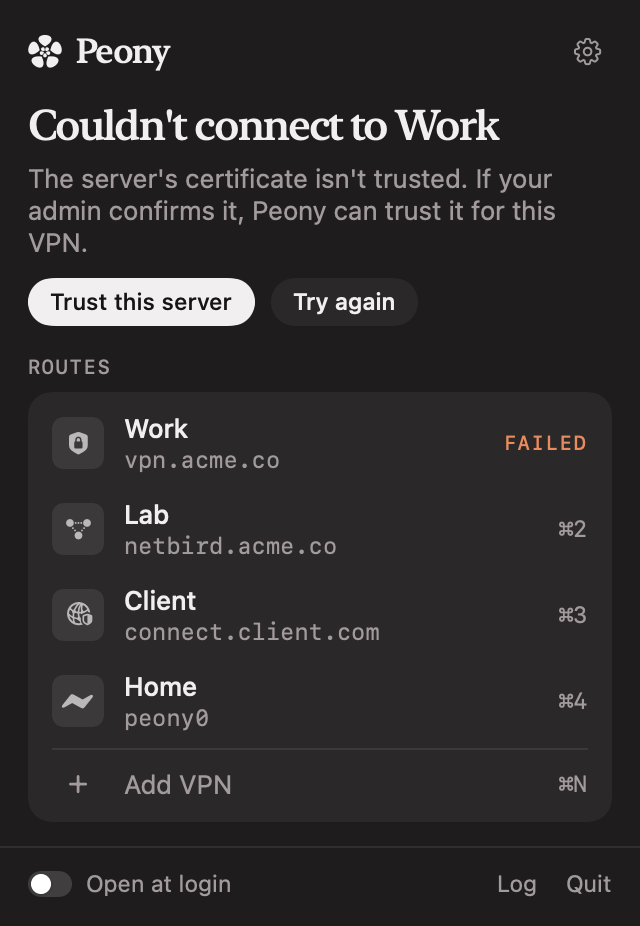 Peony
Couldn't connect to Work
The server's certificate isn't trusted. If your
admin confirms it, Peony can trust it for this
VPN.
Trust this server
Try again
ROUTES
Work
FAILED
vpn.acme.co
Lab
⌘2
netbird.acme.co
Client
⌘3
connect.client.com
Home
⌘4
peony0
+ Add VPN
⌘N
Open at login
Log
Quit